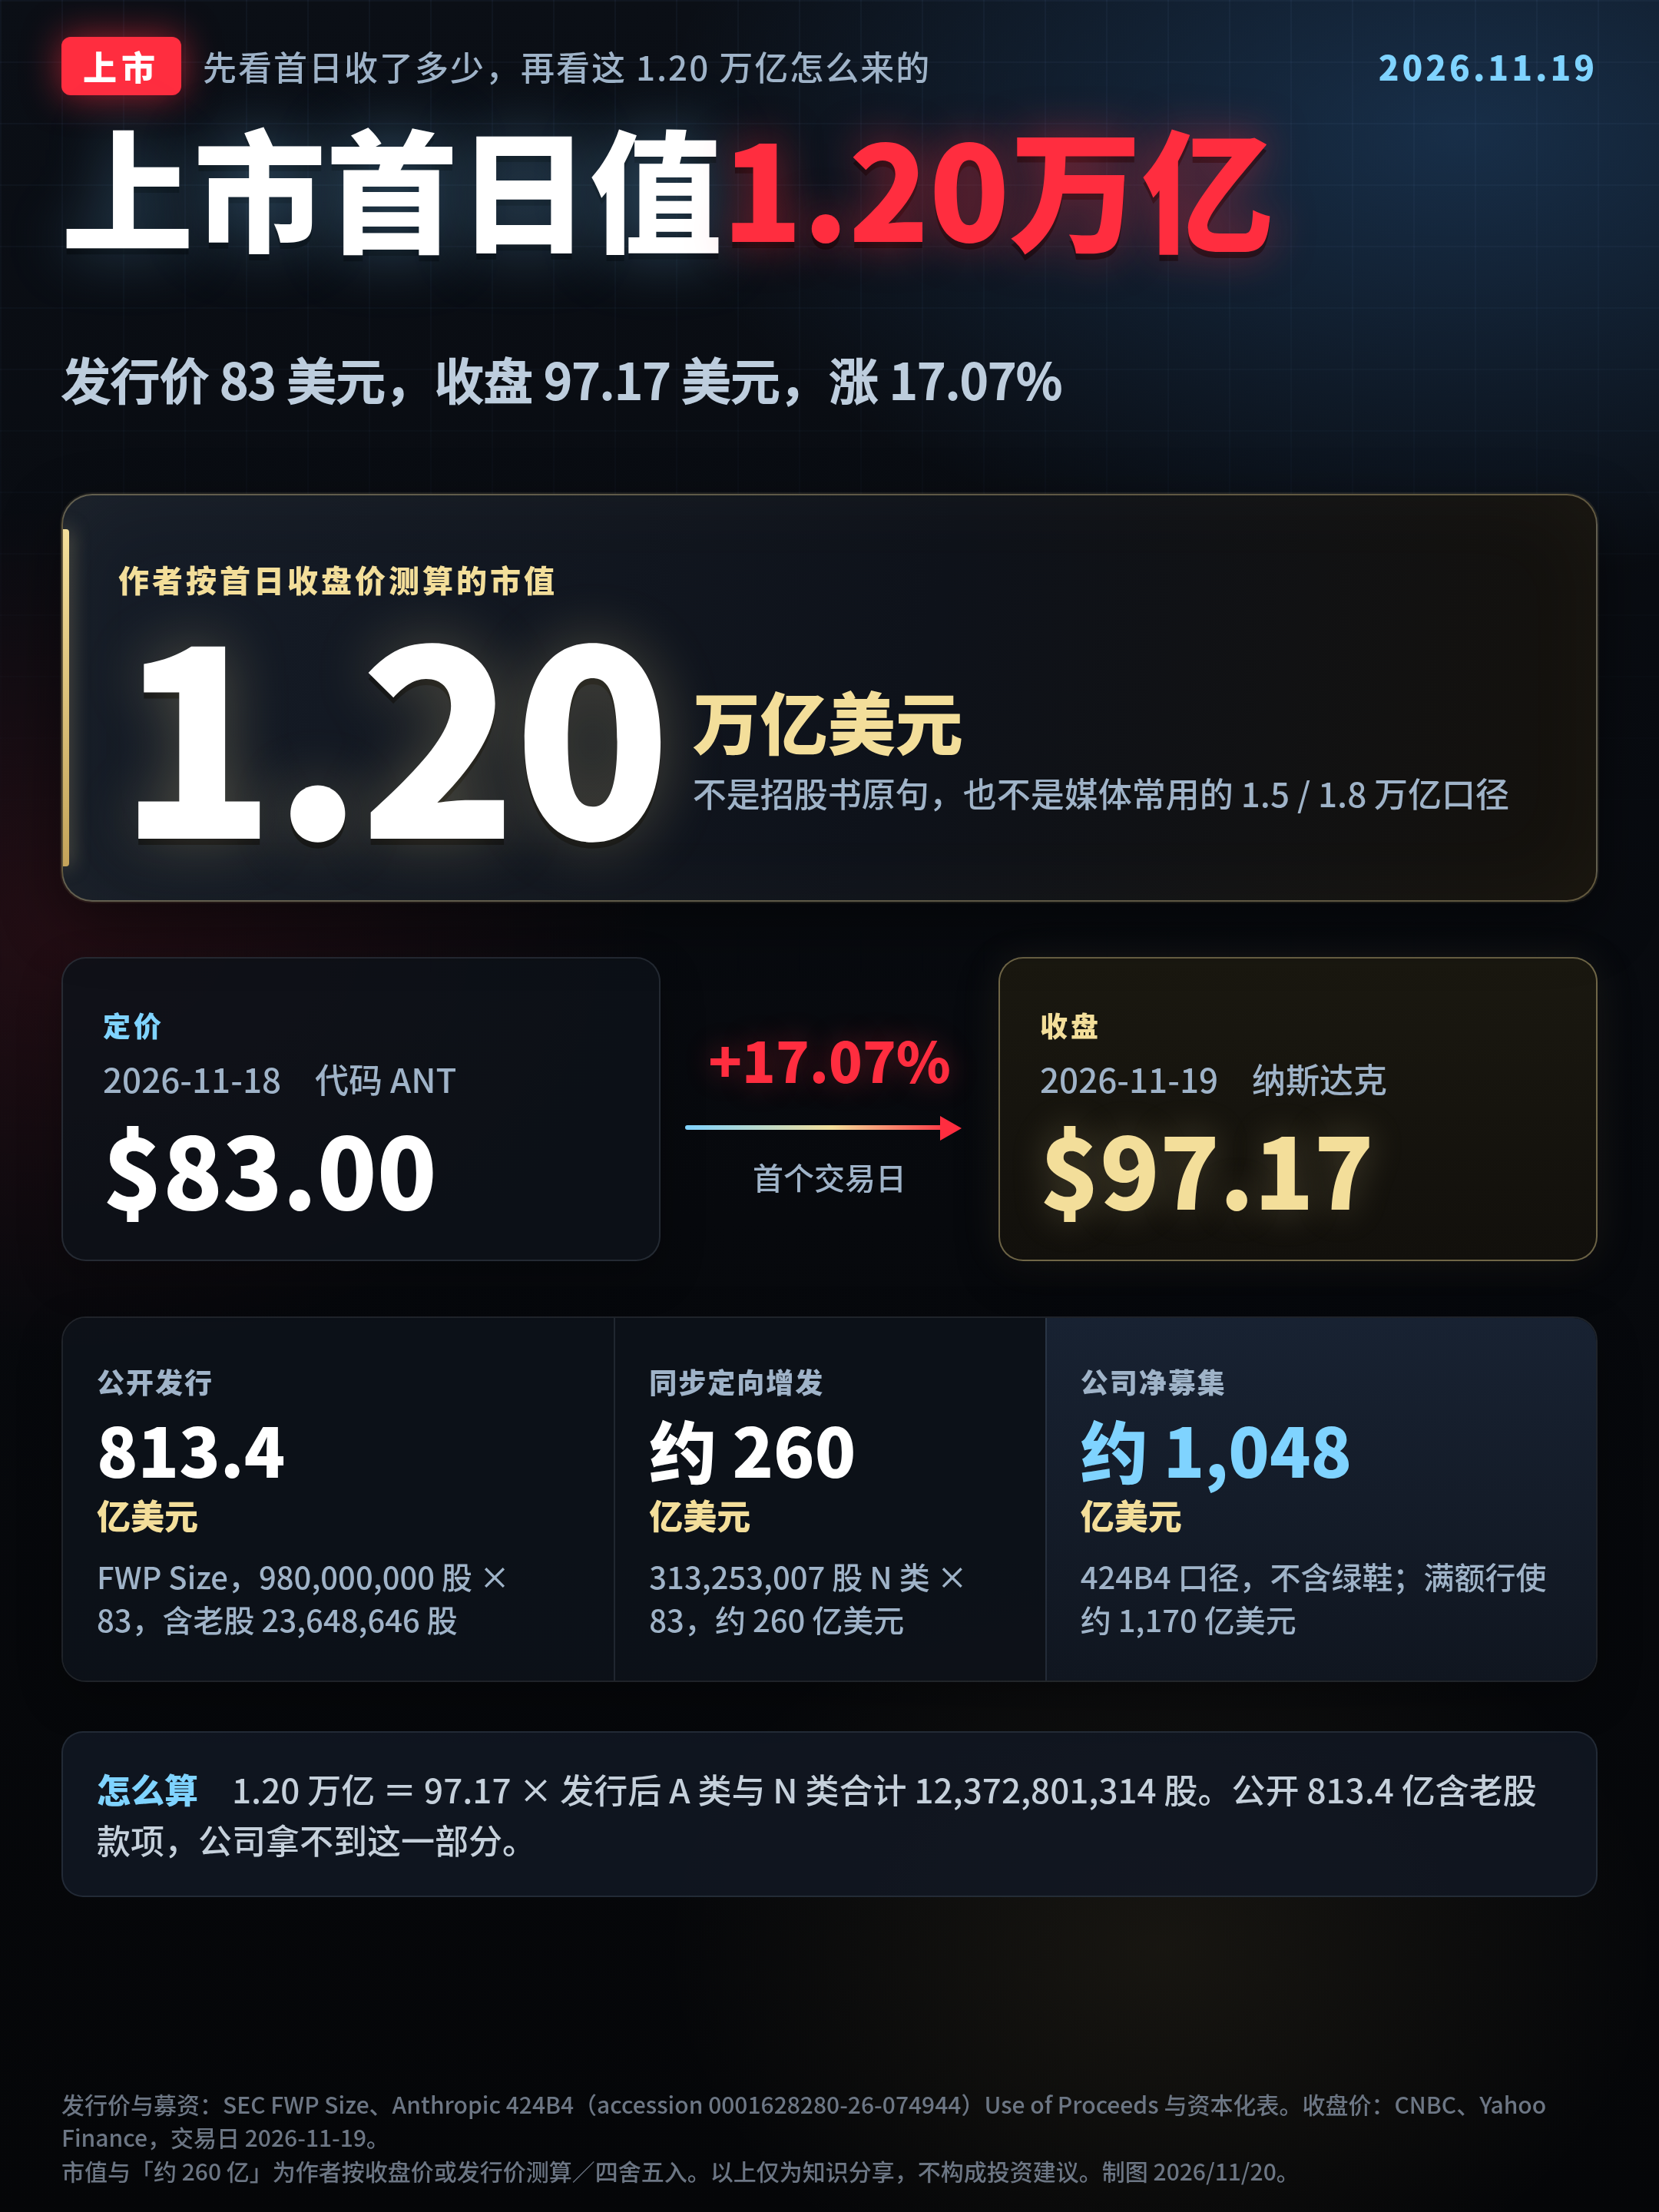 上市 先看首日收了多少，再看这 1.20 万亿怎么来的 2026.11.19
上市首日值1.20万亿
发行价 83 美元，收盘 97.17 美元，涨 17.07%
作者按首日收盘价测算的市值
1.20 万亿美元
不是招股书原句，也不是媒体常用的 1.5 / 1.8 万亿口径
定价
2026-11-18 代码 ANT
$83.00
+17.07%
首个交易日
收盘
2026-11-19 纳斯达克
$97.17
公开发行
813.4
亿美元
FWP Size，980,000,000 股 ×
83，含老股 23,648,646 股
同步定向增发
约 260
亿美元
313,253,007 股 N 类 ×
83，约 260 亿美元
公司净募集
约 1,048
亿美元
424B4 口径，不含绿鞋；满额行使
约 1,170 亿美元
怎么算 1.20 万亿 ＝ 97.17 × 发行后 A 类与 N 类合计 12,372,801,314 股。公开 813.4 亿含老股
款项，公司拿不到这一部分。
发行价与募资：SEC FWP Size、Anthropic 424B4（accession 0001628280-26-074944）Use of Proceeds 与资本化表。收盘价：CNBC、Yahoo
Finance，交易日 2026-11-19。
市值与「约 260 亿」为作者按收盘价或发行价测算／四舍五入。以上仅为知识分享，不构成投资建议。制图 2026/11/20。